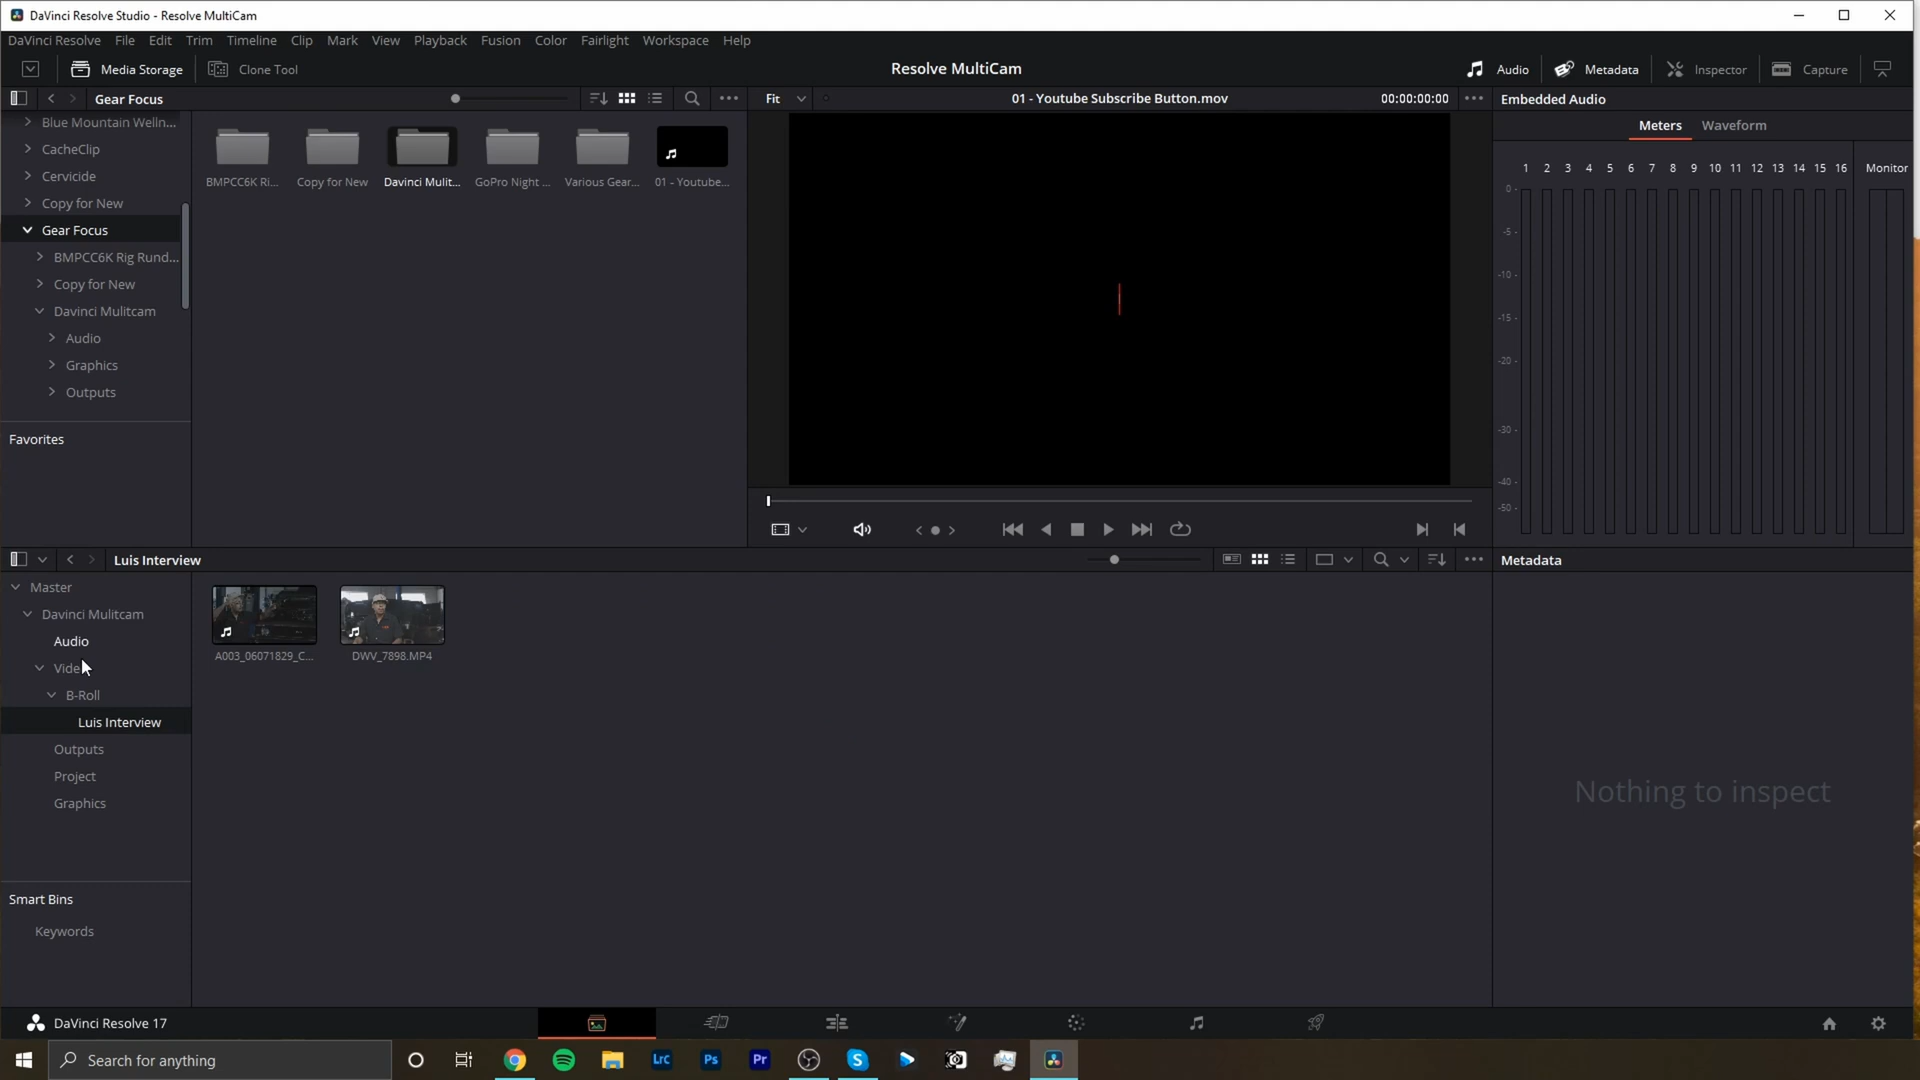 DaVinci Resolve Studio - Resolve MultiCam
DaVinci Resolve File Edit Trim Timeline Clip Mark View Playback Fusion Color Fairlight Workspace Help
Media Storage Clone Tool Resolve MultiCam Audio Metadata Inspector Capture
Gear Focus Fit 01 - Youtube Subscribe Button.mov 00:00:00:00 Embedded Audio
Meters Waveform
Blue Mountain Welln...
CacheClip
Cervicide
Copy for New
Gear Focus
BMPCC6K Rig Rund...
Copy for New
Davinci Mulitcam
Audio
Graphics
Outputs
Favorites
BMPCC6K Ri... Copy for New Davinci Mulit... GoPro Night ... Various Gear... 01 - Youtube...
1 2 3 4 5 6 7 8 9 10 11 12 13 14 15 16 Monitor
0
-5
-10
-15
-20
-30
-40
-50
Luis Interview Metadata
Master
Davinci Mulitcam
Audio
Vide
B-Roll
Luis Interview
Outputs
Project
Graphics
Smart Bins
Keywords
A003_06071829_C... DWV_7898.MP4
Nothing to inspect
DaVinci Resolve 17
Search for anything Lrc Ps Pr